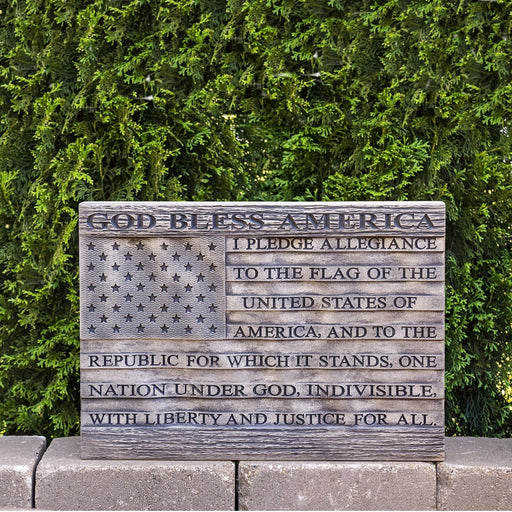 GOD BLESS AMERICA
I PLEDGE ALLEGIANCE
TO THE FLAG OF THE
UNITED STATES OF
AMERICA, AND TO THE
REPUBLIC FOR WHICH IT STANDS, ONE
NATION UNDER GOD, INDIVISIBLE,
WITH LIBERTY AND JUSTICE FOR ALL.